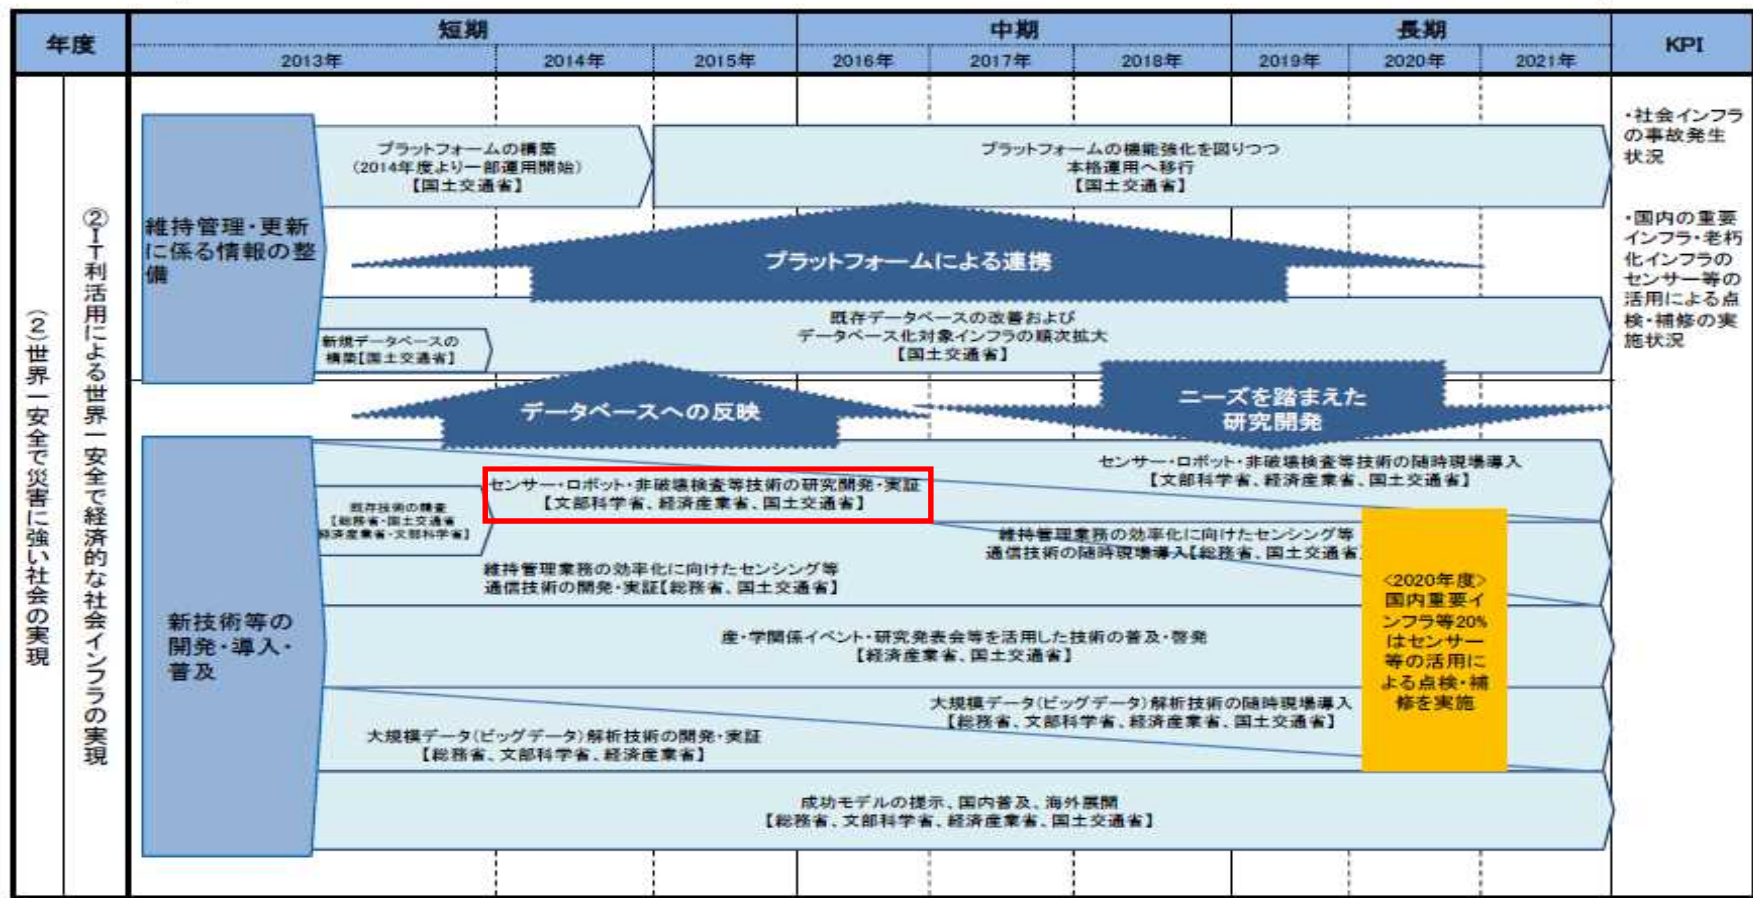 年度
短期
中期
長期
KPI
2013年
2014年
2015年
2016年
2017年
2018年
2019年
2020年
2021年
(2)世界一安全で災害に強い社会の実現
②IT利活用による世界一安全で経済的な社会インフラの実現
維持管理・更新
に係る情報の整
備
プラットフォームの構築
(2014年度より一部運用開始)
【国土交通省】
プラットフォームの機能強化を図りつつ
本格運用へ移行
【国土交通省】
プラットフォームによる連携
新規データベースの
構築【国土交通省】
既存データベースの改善および
データベース化対象インフラの順次拡大
【国土交通省】
データベースへの反映
ニーズを踏まえた
研究開発
新技術等の
開発・導入・
普及
既存技術の精査
【総務省・国土交通省
経済産業省・文部科学省】
センサー・ロボット・非破壊検査等技術の研究開発・実証
【文部科学省、経済産業省、国土交通省】
センサー・ロボット・非破壊検査等技術の随時現場導入
【文部科学省、経済産業省、国土交通省】
維持管理業務の効率化に向けたセンシング等
通信技術の開発・実証【総務省、国土交通省】
維持管理業務の効率化に向けたセンシング等
通信技術の随時現場導入【総務省、国土交通省】
産・学関係イベント・研究発表会等を活用した技術の普及・啓発
【経済産業省、国土交通省】
大規模データ(ビッグデータ)解析技術の開発・実証
【総務省、文部科学省、経済産業省】
大規模データ(ビッグデータ)解析技術の随時現場導入
【総務省、文部科学省、経済産業省、国土交通省】
成功モデルの提示、国内普及、海外展開
【総務省、文部科学省、経済産業省、国土交通省】
<2020年度>
国内重要イ
ンフラ等20%
はセンサー
等の活用に
よる点検・補
修を実施
・社会インフラ
の事故発生
状況
・国内の重要
インフラ・老朽
化インフラの
センサー等の
活用による点
検・補修の実
施状況